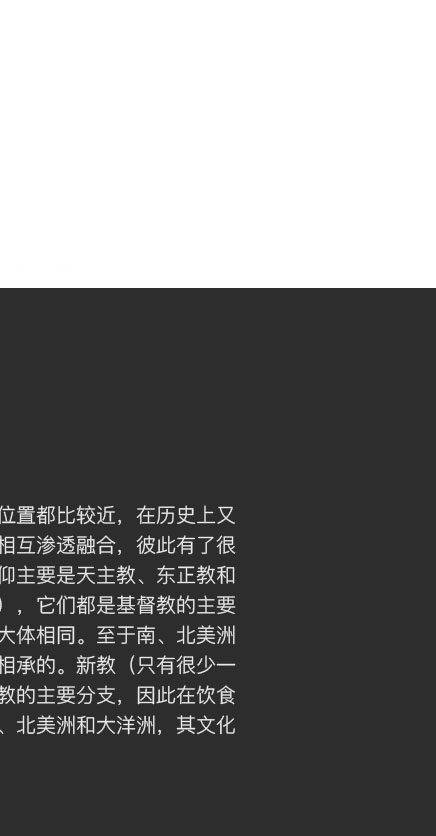 位置都比较近，在历史上又
相互渗透融合，彼此有了很
仰主要是天主教、东正教和
），它们都是基督教的主要
大体相同。至于南、北美洲
相承的。新教（只有很少一
教的主要分支，因此在饮食
、北美洲和大洋洲，其文化